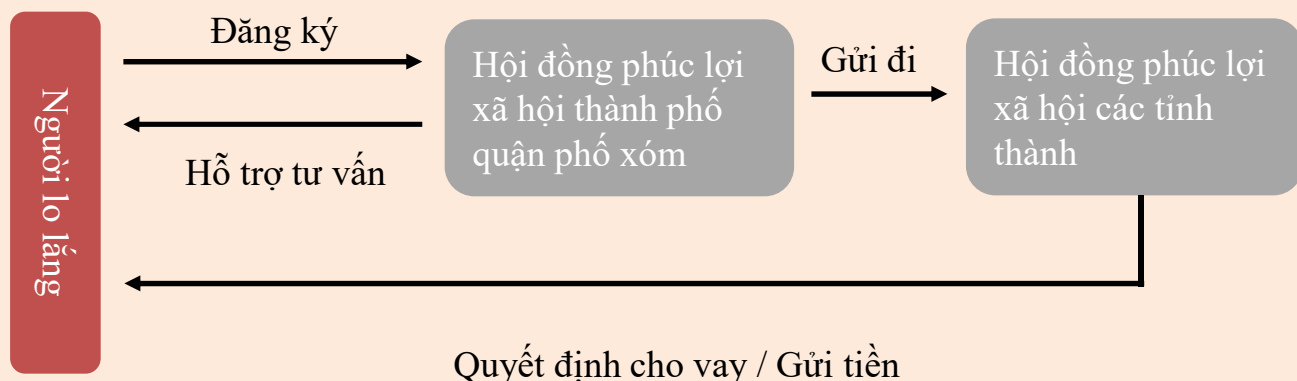 Người lo lắng
Đăng ký
Hỗ trợ tư vấn
Hội đồng phúc lợi
xã hội thành phố
quận phố xóm
Gửi đi
Hội đồng phúc lợi
xã hội các tỉnh
thành
Quyết định cho vay / Gửi tiền